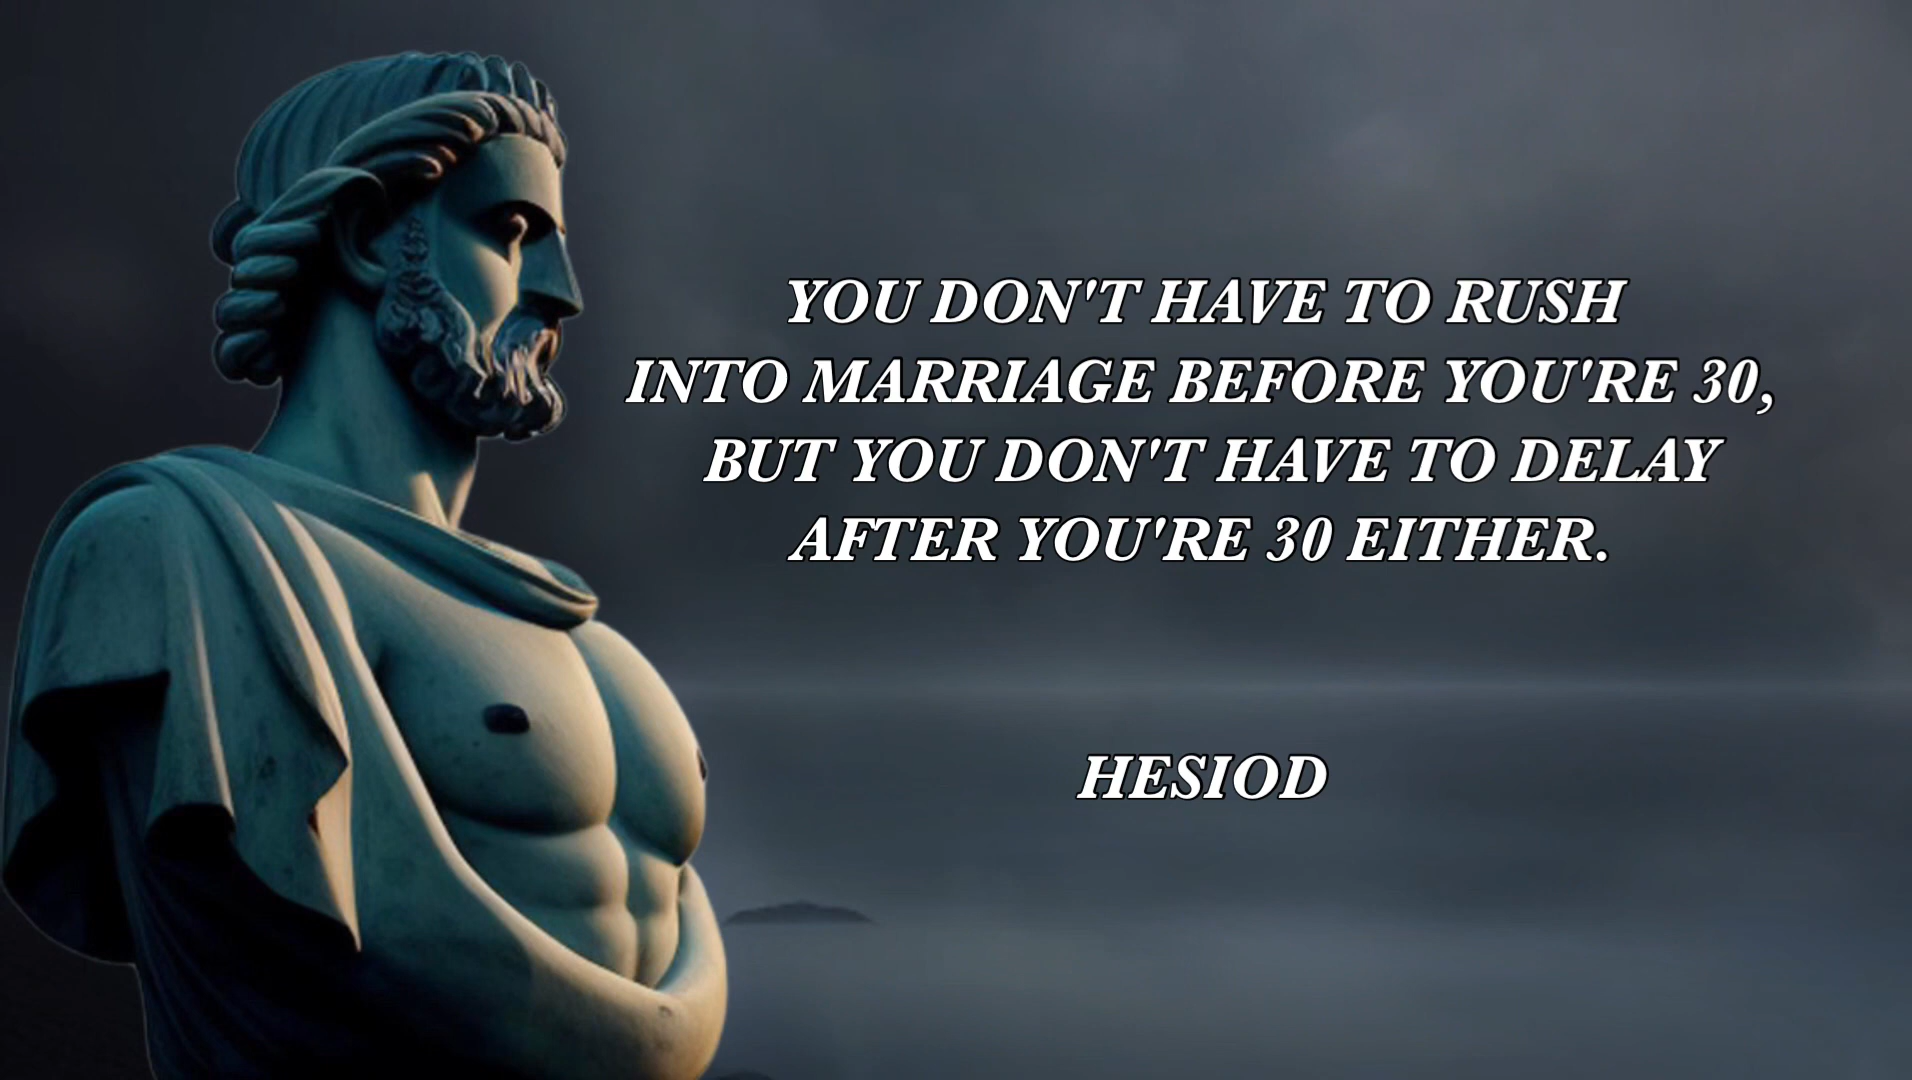 YOU DON'T HAVE TO RUSH
INTO MARRIAGE BEFORE YOU'RE 30,
BUT YOU DON'T HAVE TO DELAY
AFTER YOU'RE 30 EITHER.
HESIOD